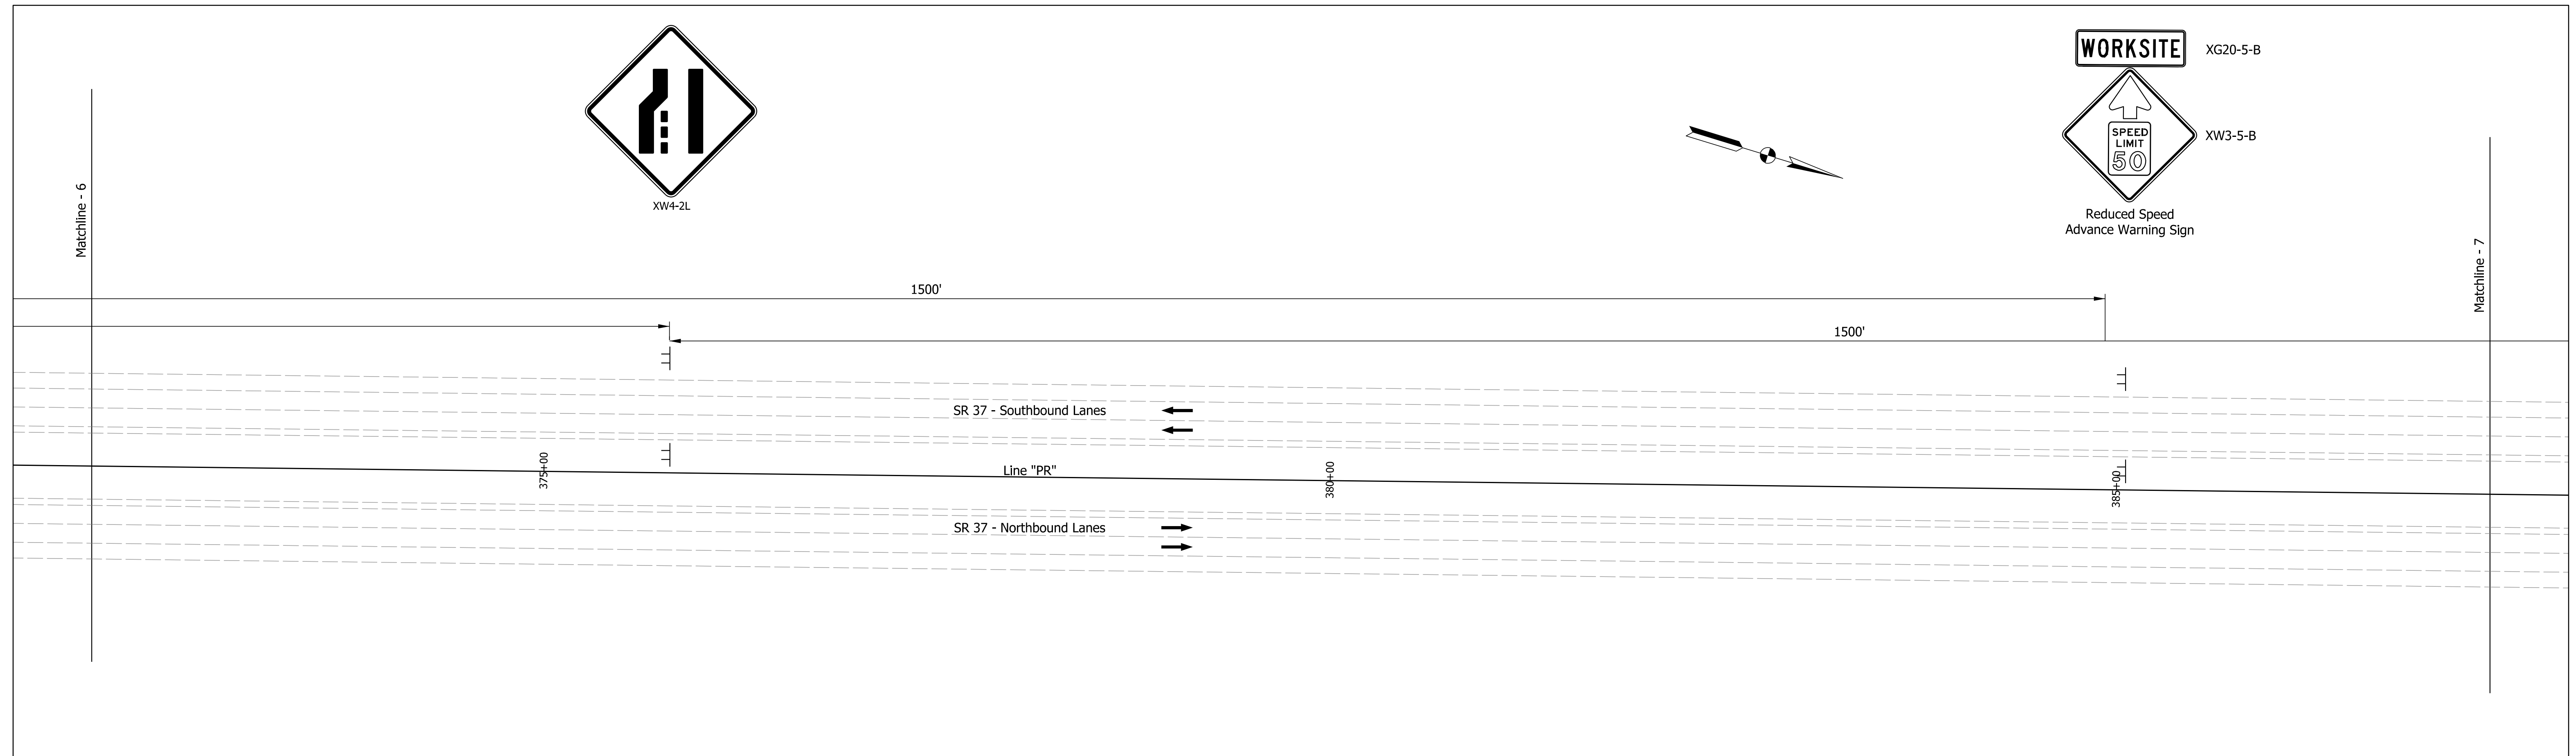 WORKSITE
XG20-5-B
SPEED
LIMIT
50
XW3-5-B
XW4-2L
Reduced Speed
Advance Warning Sign
Matchline - 6
Matchline - 7
1500'
1500'
SR 37 - Southbound Lanes
375+00
Line "PR"
380+00
385+00
SR 37 - Northbound Lanes